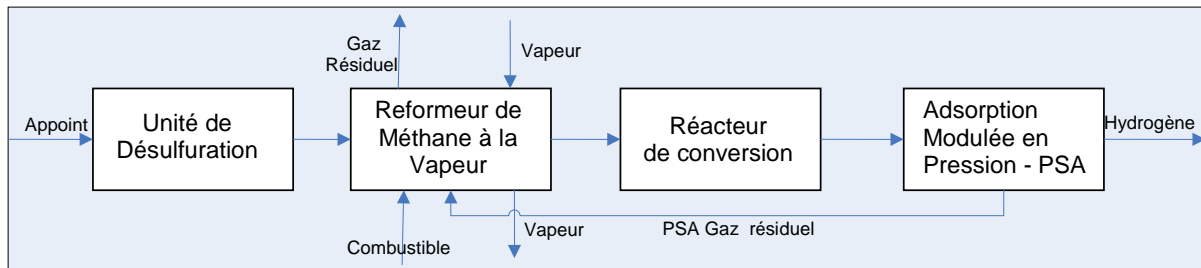 Gaz
Résiduel
Vapeur
Appoint
Unité de
Désulfuration
Reformeur de
Méthane à la
Vapeur
Réacteur
de conversion
Adsorption
Modulée en
Pression - PSA
Hydrogène
Combustible
Vapeur
PSA Gaz résiduel